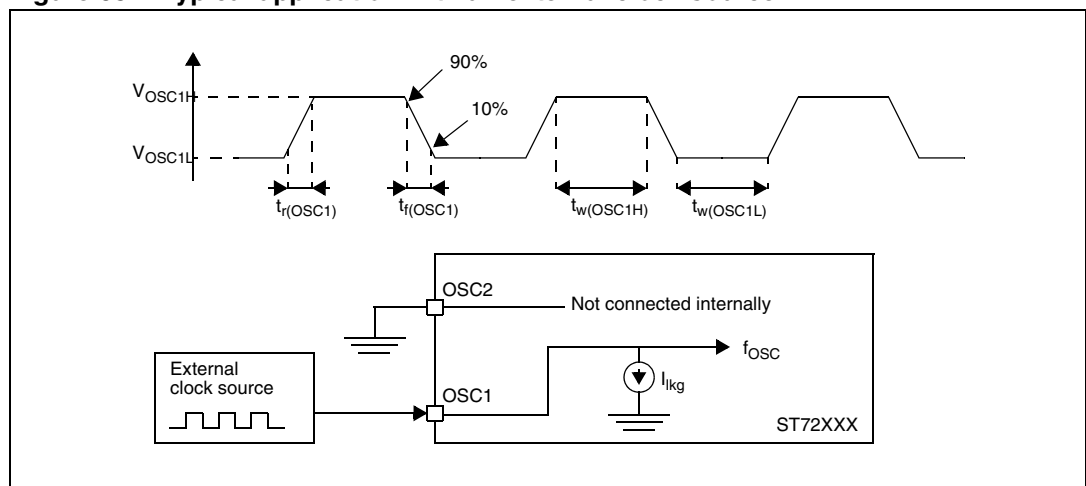 90%
VOSC1H
10%
VOSC1L
tr(OSC1) tf(OSC1) tw(OSC1H) tw(OSC1L)
OSC2
Not connected internally
fOSC
External
clock source
Ilkg
OSC1
ST72XXX